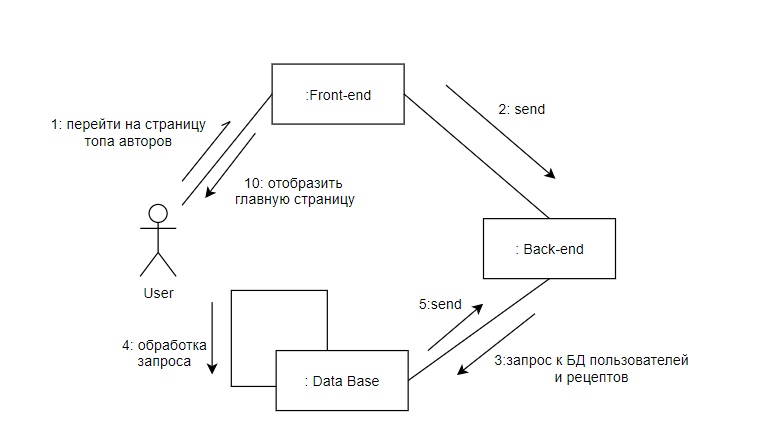 :Front-end
2: send
1: перейти на страницу
топа авторов
10: отобразить
главную страницу
: Back-end
User
5:send
4: обработка
запроса
3:запрос к БД пользователей
и рецептов
: Data Base